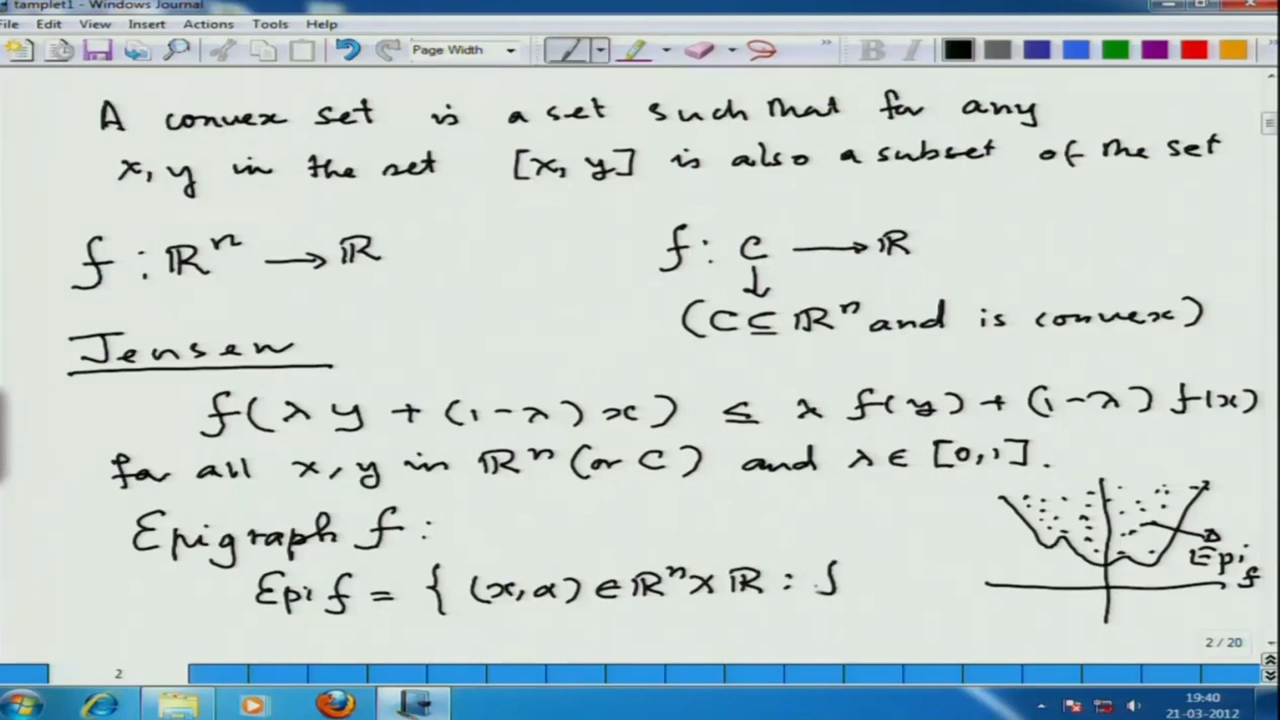 tamplet1 - Windows Journal
File Edit View Insert Actions Tools Help
Page Width
B I
A convex set is a set such that for any
x, y in the set [x, y] is also a subset of the set
f : ℝⁿ → ℝ
f : C → ℝ
↓
(C ⊆ ℝⁿ and is convex)
Jensen
f(λy + (1-λ)x) ≤ λ f(y) + (1-λ) f(x)
for all x, y in ℝⁿ (or C) and λ ∈ [0,1].
Epigraph f :
Epi f
Epi f = { (x, α) ∈ ℝⁿ × ℝ : f
2 / 20
2
19:40
21-03-2012